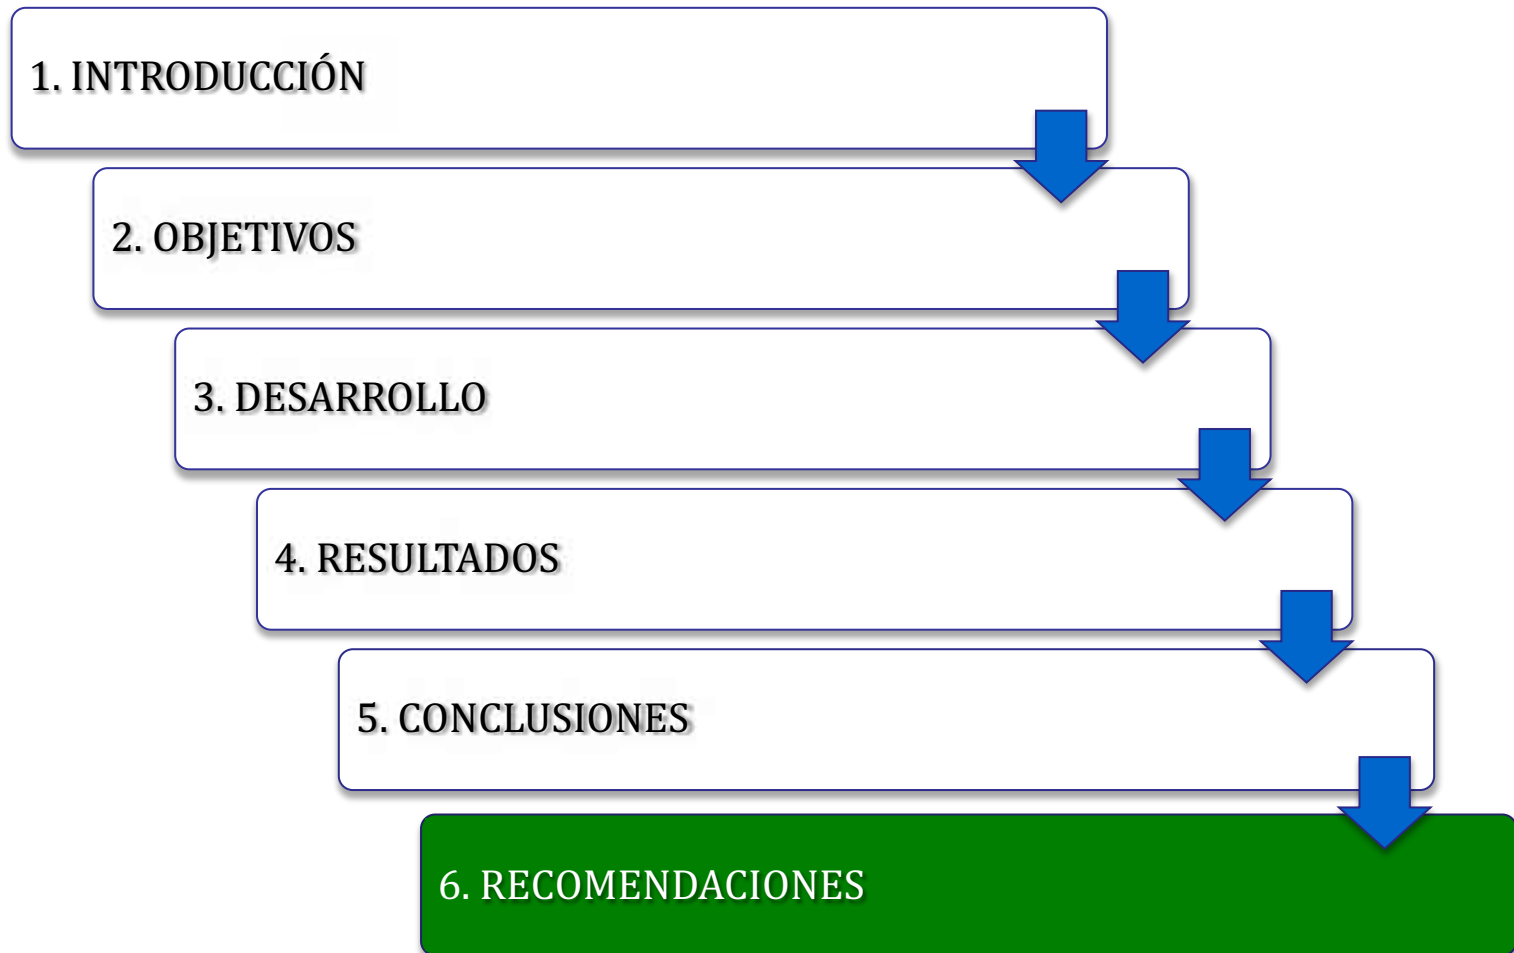 1. INTRODUCCIÓN
2. OBJETIVOS
3. DESARROLLO
4. RESULTADOS
5. CONCLUSIONES
6. RECOMENDACIONES